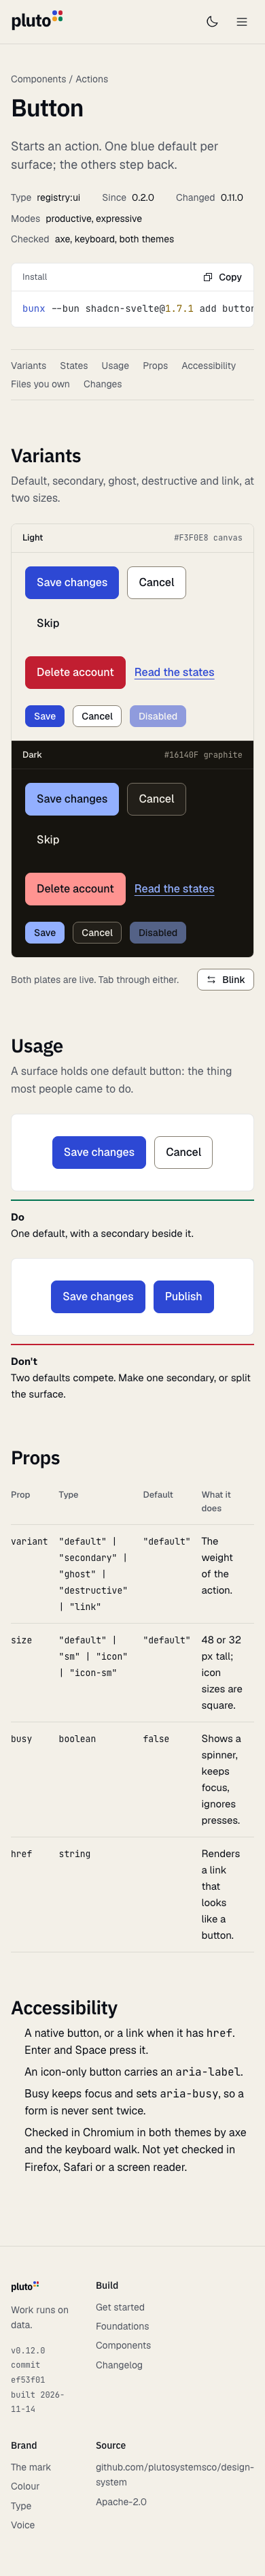 pluto
Components / Actions
Button
Starts an action. One blue default per
surface; the others step back.
Type registry:ui Since 0.2.0 Changed 0.11.0
Modes productive, expressive
Checked axe, keyboard, both themes
Install Copy
bunx --bun shadcn-svelte@1.7.1 add button
Variants States Usage Props Accessibility
Files you own Changes
Variants
Default, secondary, ghost, destructive and link, at
two sizes.
Light #F3F0E8 canvas
Save changes Cancel
Skip
Delete account Read the states
Save Cancel Disabled
Dark #16140F graphite
Save changes Cancel
Skip
Delete account Read the states
Save Cancel Disabled
Both plates are live. Tab through either. Blink
Usage
A surface holds one default button: the thing
most people came to do.
Save changes Cancel
Do
One default, with a secondary beside it.
Save changes Publish
Don't
Two defaults compete. Make one secondary, or split
the surface.
Props
Prop Type Default What it
does
variant "default" | "default" The
"secondary" | weight
"ghost" | of the
"destructive" action.
| "link"
size "default" | "default" 48 or 32
"sm" | "icon" px tall;
| "icon-sm" icon
sizes are
square.
busy boolean false Shows a
spinner,
keeps
focus,
ignores
presses.
href string Renders
a link
that
looks
like a
button.
Accessibility
A native button, or a link when it has href.
Enter and Space press it.
An icon-only button carries an aria-label.
Busy keeps focus and sets aria-busy, so a
form is never sent twice.
Checked in Chromium in both themes by axe
and the keyboard walk. Not yet checked in
Firefox, Safari or a screen reader.
pluto
Work runs on
data.
v0.12.0
commit
ef53f01
built 2026-
11-14
Build
Get started
Foundations
Components
Changelog
Brand
The mark
Colour
Type
Voice
Source
github.com/plutosystemsco/design-
system
Apache-2.0